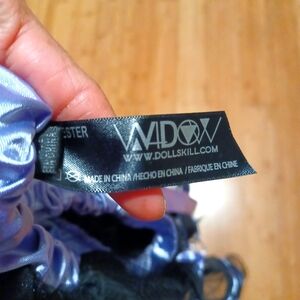 ESTER
WIDOW
WWW.DOLLSKILL.COM
MADE IN CHINA /HECHO EN CHINA / FABRIQUE EN CHINE